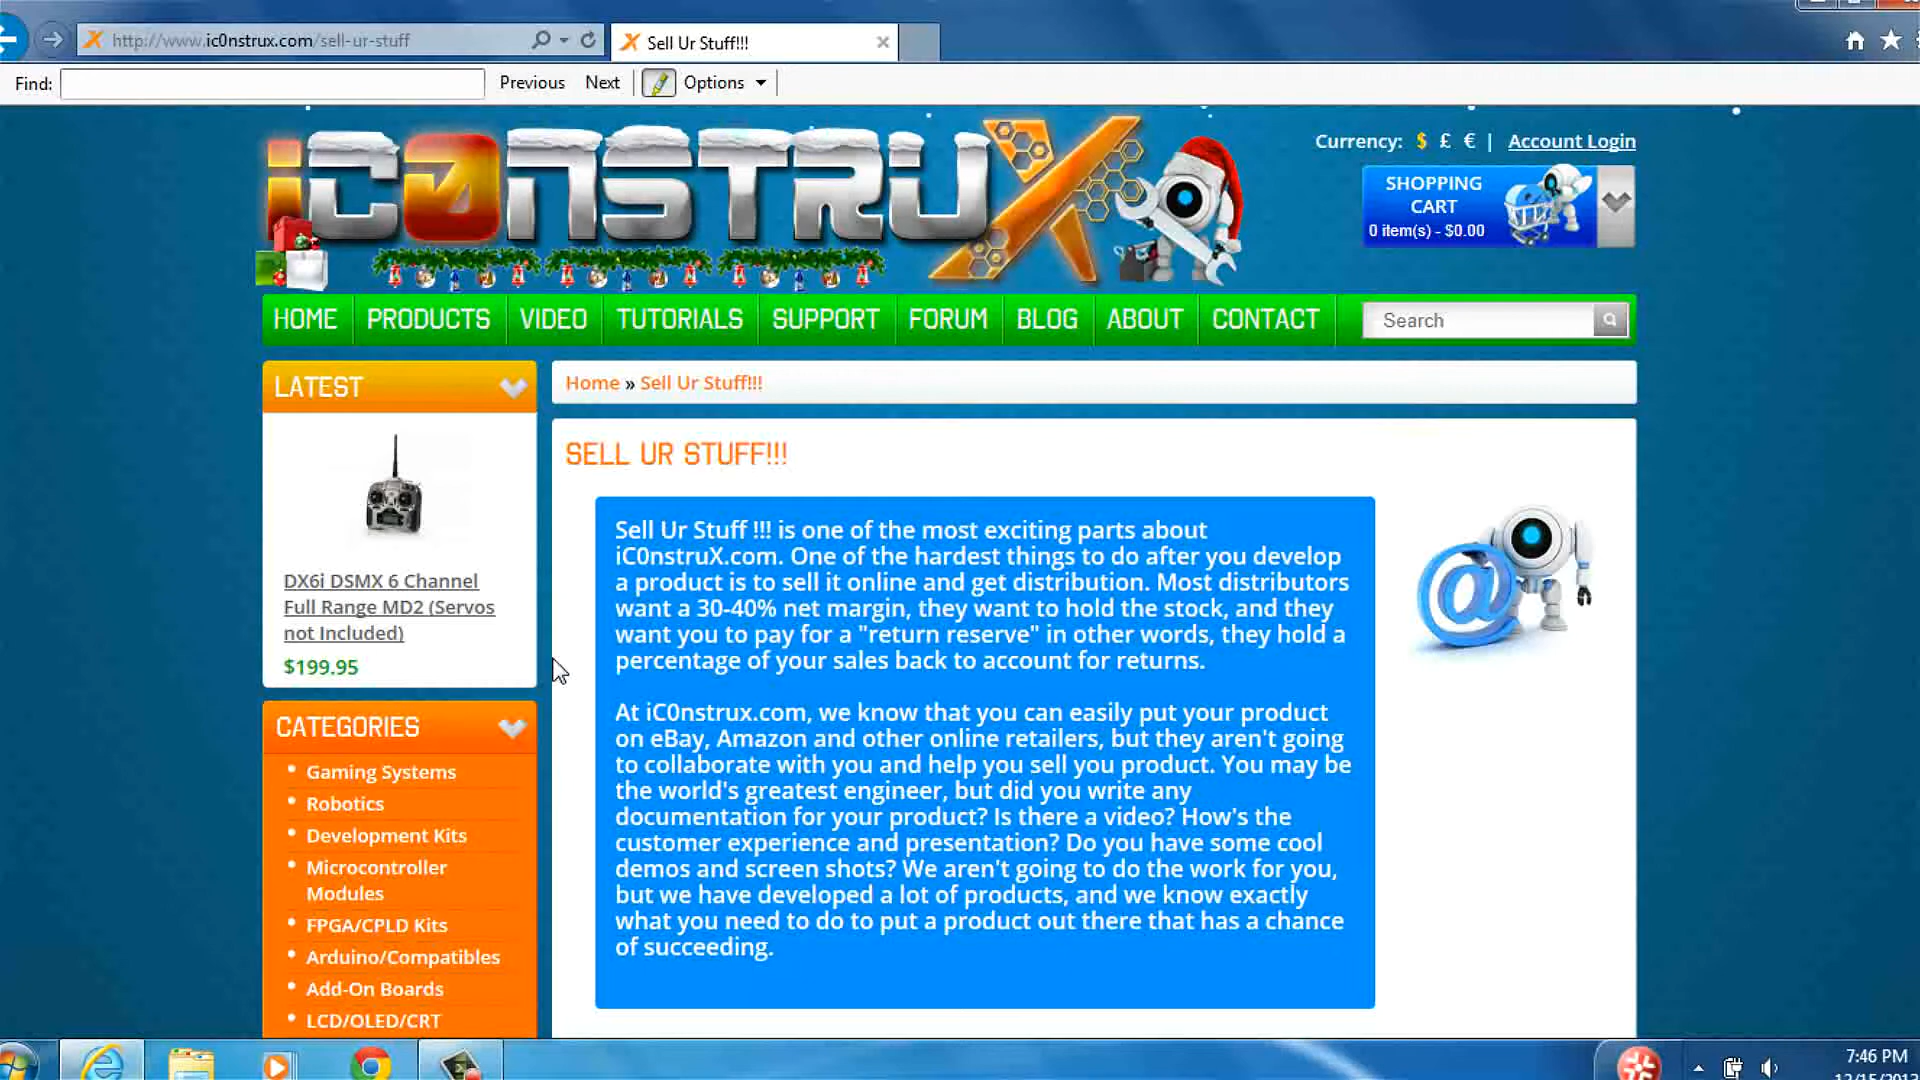 http://www.ic0nstrux.com/sell-ur-stuff
Sell Ur Stuff!!!
Find:
Previous
Next
Options
iC0nstruX
Currency: $ £ € |
Account Login
SHOPPING
CART
0 item(s) - $0.00
HOME
PRODUCTS
VIDEO
TUTORIALS
SUPPORT
FORUM
BLOG
ABOUT
CONTACT
Search
LATEST
DX6i DSMX 6 Channel
Full Range MD2 (Servos
not Included)
$199.95
CATEGORIES
Gaming Systems
Robotics
Development Kits
Microcontroller
Modules
FPGA/CPLD Kits
Arduino/Compatibles
Add-On Boards
LCD/OLED/CRT
Home » Sell Ur Stuff!!!
SELL UR STUFF!!!
Sell Ur Stuff !!! is one of the most exciting parts about
iC0nstruX.com. One of the hardest things to do after you develop
a product is to sell it online and get distribution. Most distributors
want a 30-40% net margin, they want to hold the stock, and they
want you to pay for a "return reserve" in other words, they hold a
percentage of your sales back to account for returns.
At iC0nstrux.com, we know that you can easily put your product
on eBay, Amazon and other online retailers, but they aren't going
to collaborate with you and help you sell you product. You may be
the world's greatest engineer, but did you write any
documentation for your product? Is there a video? How's the
customer experience and presentation? Do you have some cool
demos and screen shots? We aren't going to do the work for you,
but we have developed a lot of products, and we know exactly
what you need to do to put a product out there that has a chance
of succeeding.
@
7:46 PM